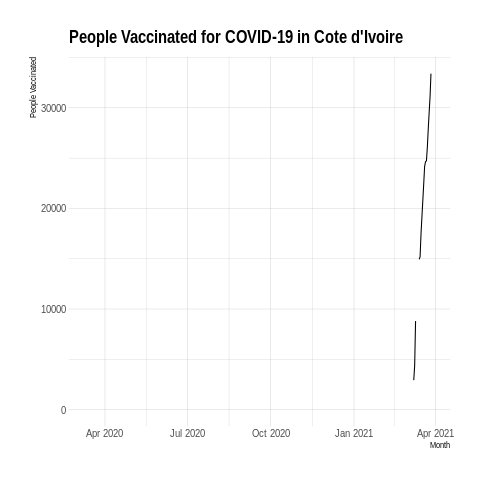 People Vaccinated for COVID-19 in Cote d'Ivoire
People Vaccinated
30000
20000
10000
0
Apr 2020 Jul 2020 Oct 2020 Jan 2021 Apr 2021
Month